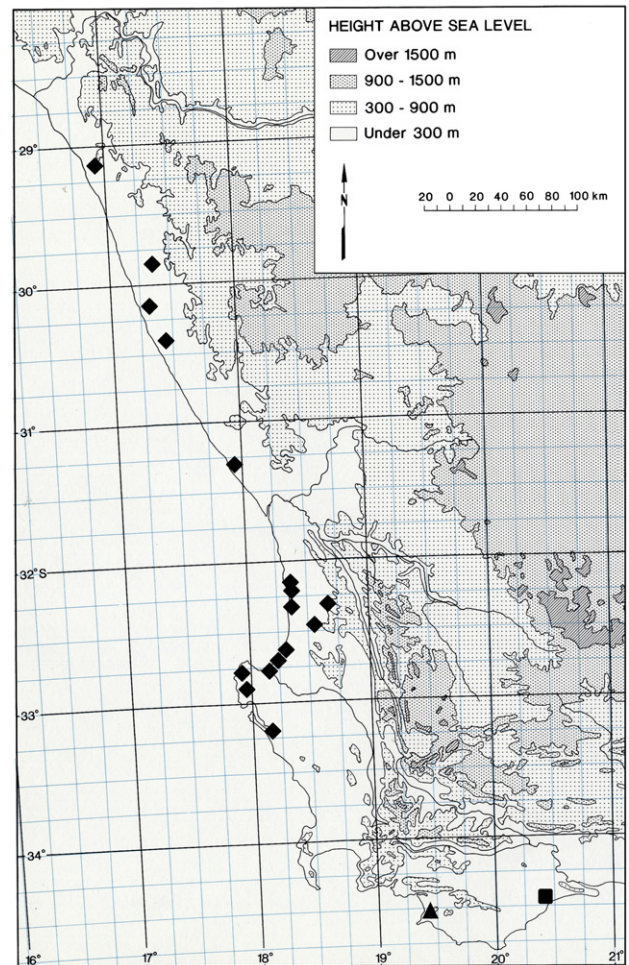 HEIGHT ABOVE SEA LEVEL
Over 1500 m
900 - 1500 m
300 - 900 m
Under 300 m
N
20 0 20 40 60 80 100 km
29°
30°
31°
32°S
33°
34°
16° 17° 18° 19° 20° 21°